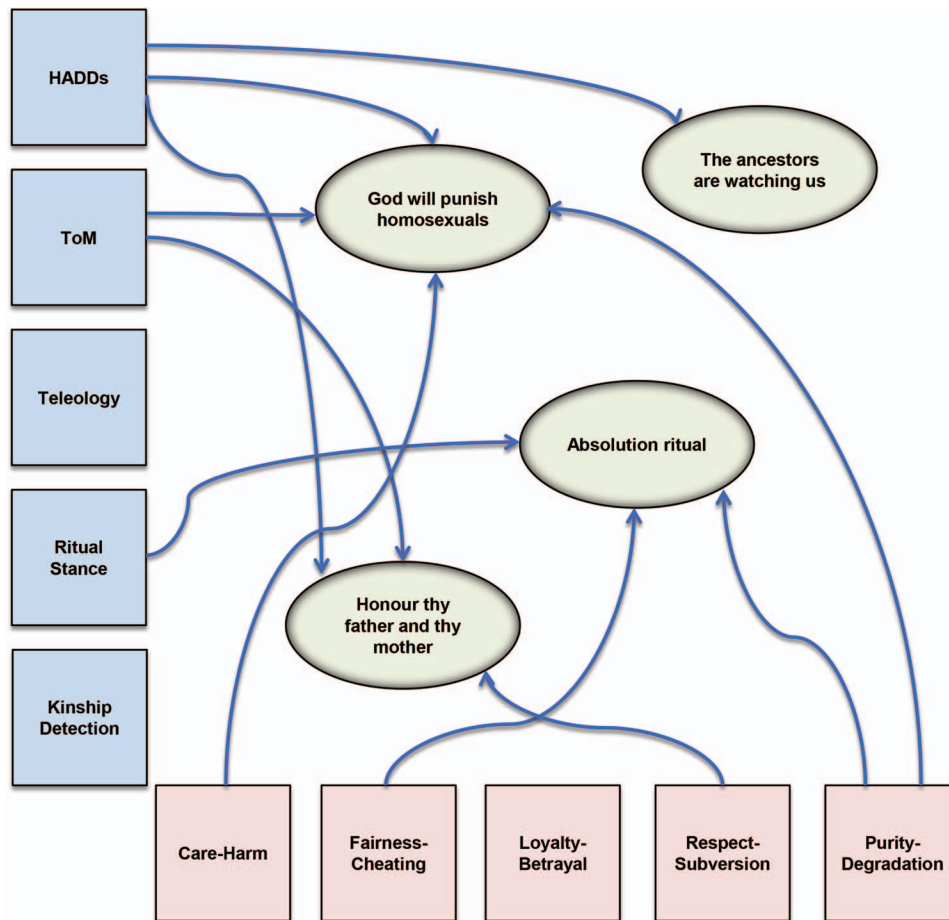 HADDs
The ancestors
are watching us
God will punish
homosexuals
ToM
Teleology
Absolution ritual
Ritual
Stance
Honour thy
father and thy
mother
Kinship
Detection
Care-Harm
Fairness-
Cheating
Loyalty-
Betrayal
Respect-
Subversion
Purity-
Degradation